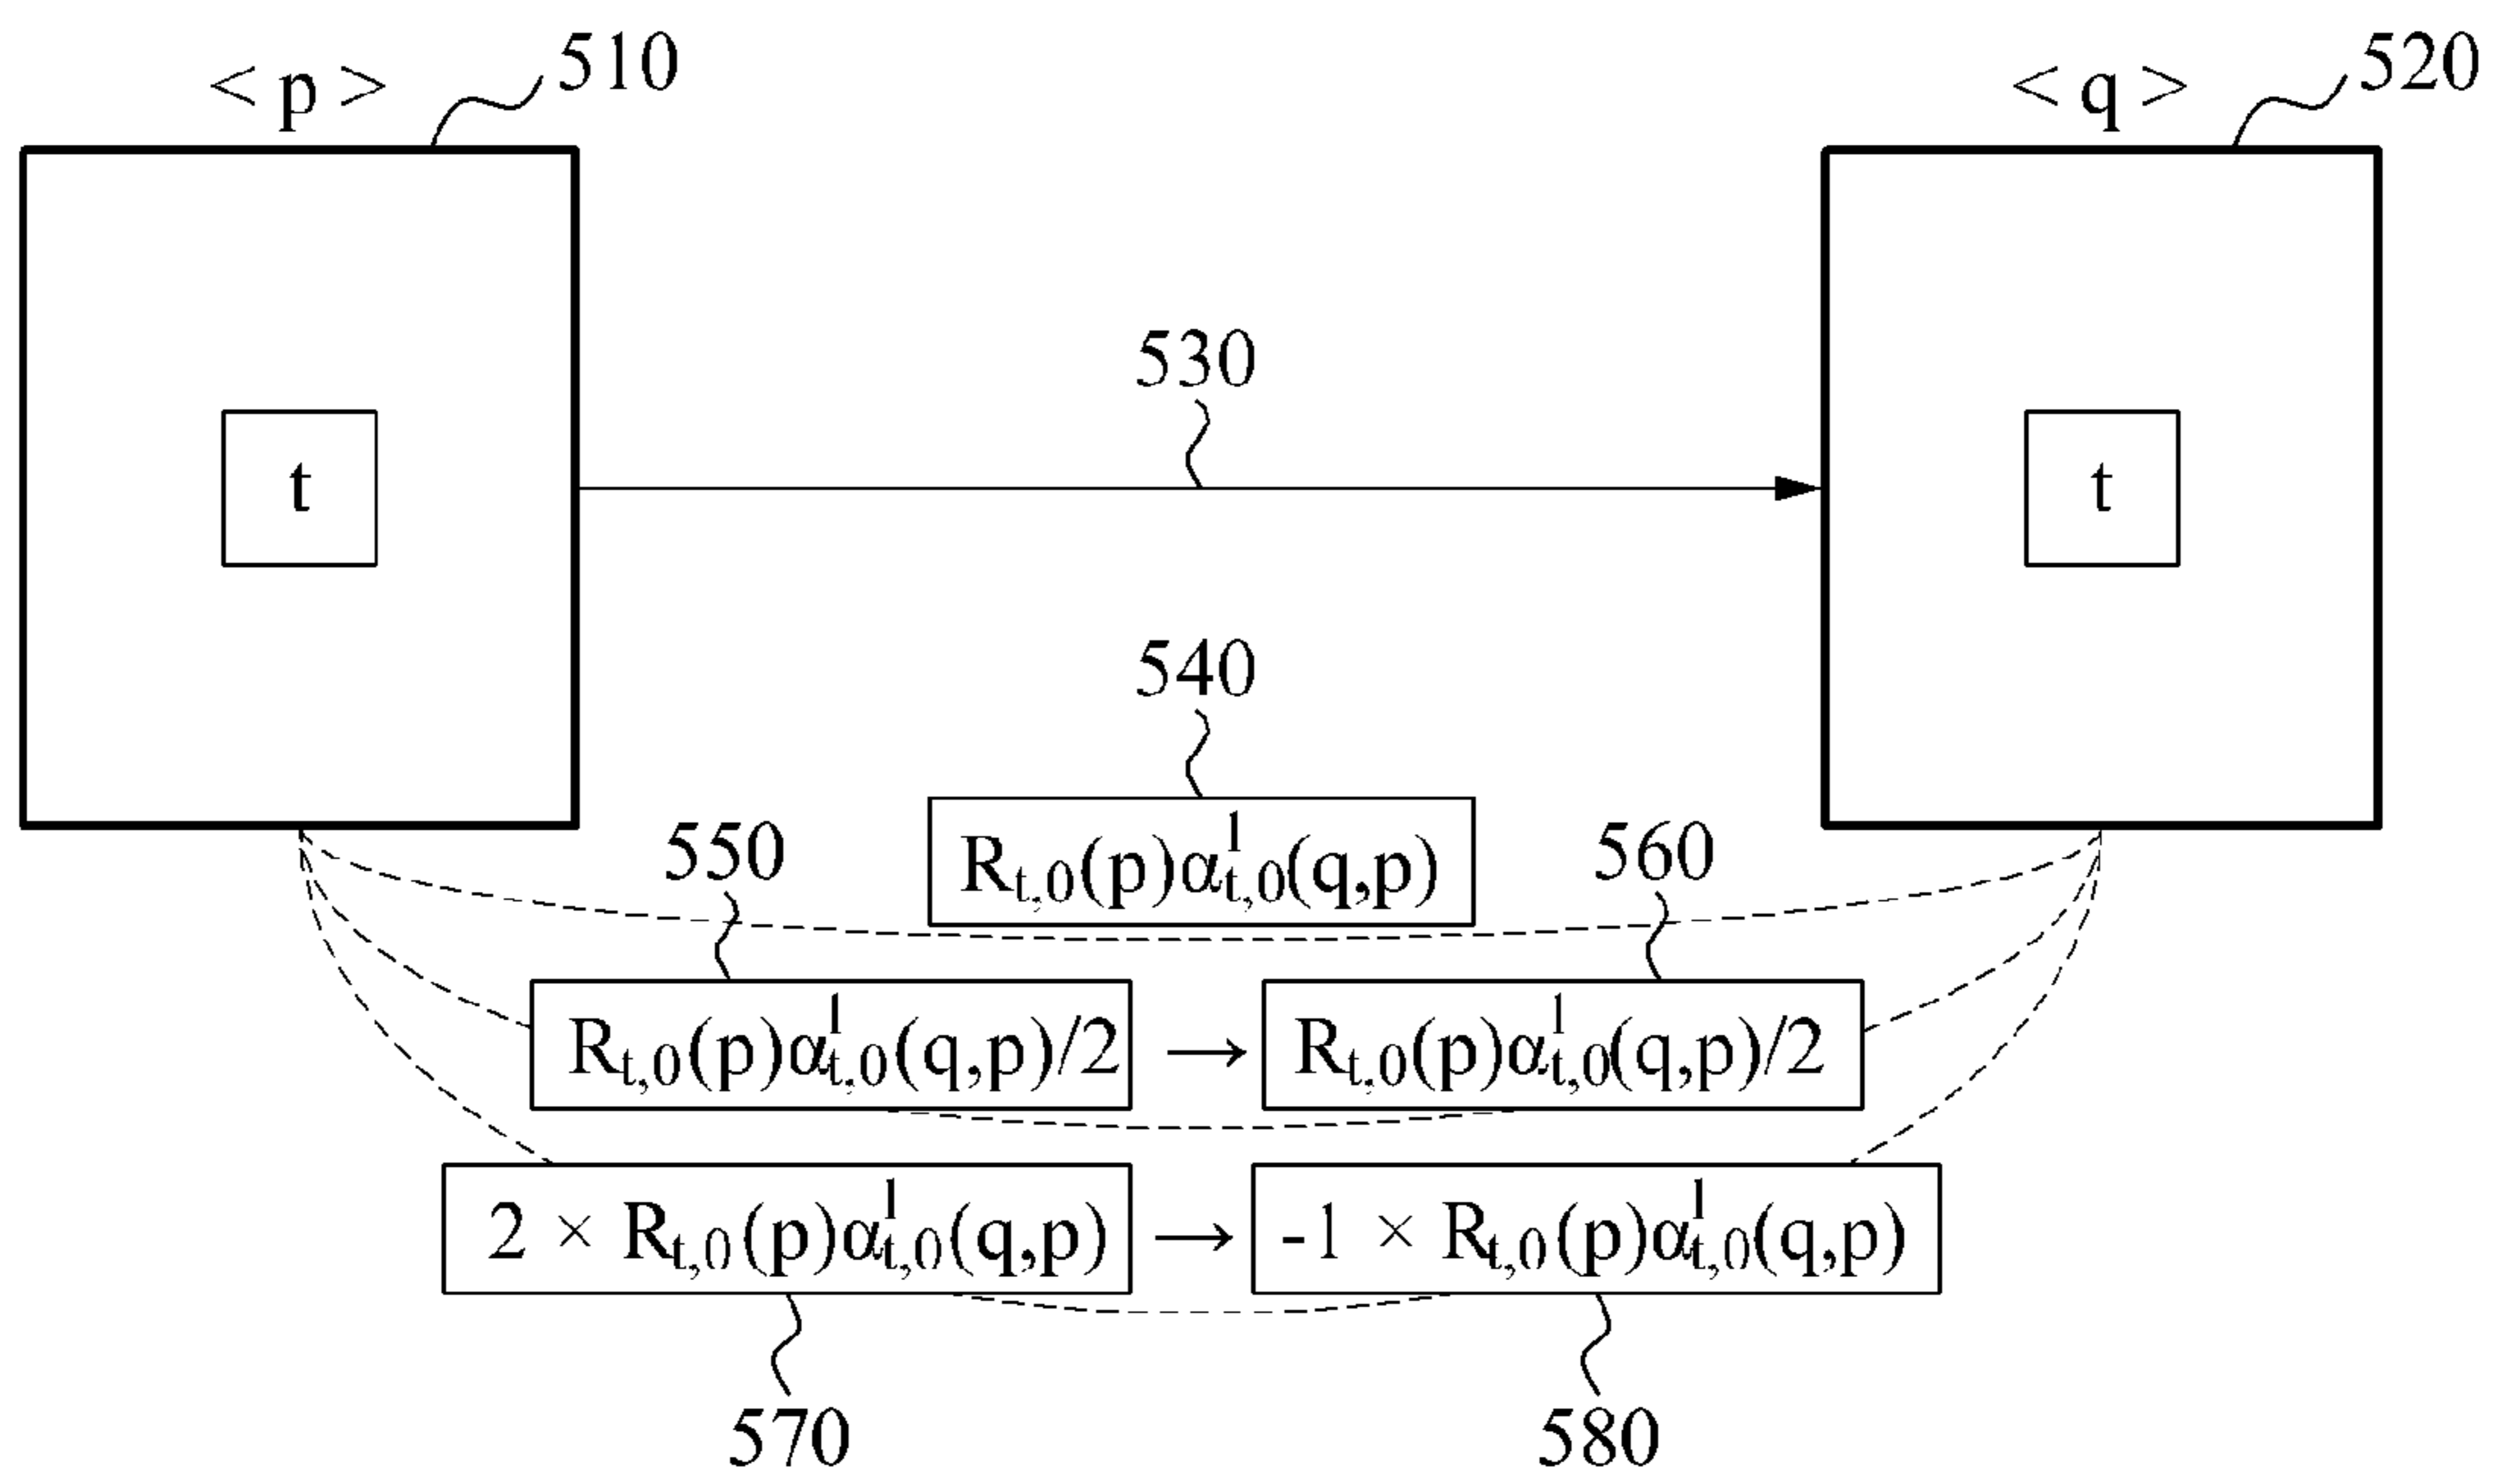 < p > 510
< q > 520
530
t
t
540
R_{t,0}(p)α^{l}_{t,0}(q,p)
550
560
R_{t,0}(p)α^{l}_{t,0}(q,p)/2 → R_{t,0}(p)α^{l}_{t,0}(q,p)/2
2 × R_{t,0}(p)α^{l}_{t,0}(q,p) → -1 × R_{t,0}(p)α^{l}_{t,0}(q,p)
570
580